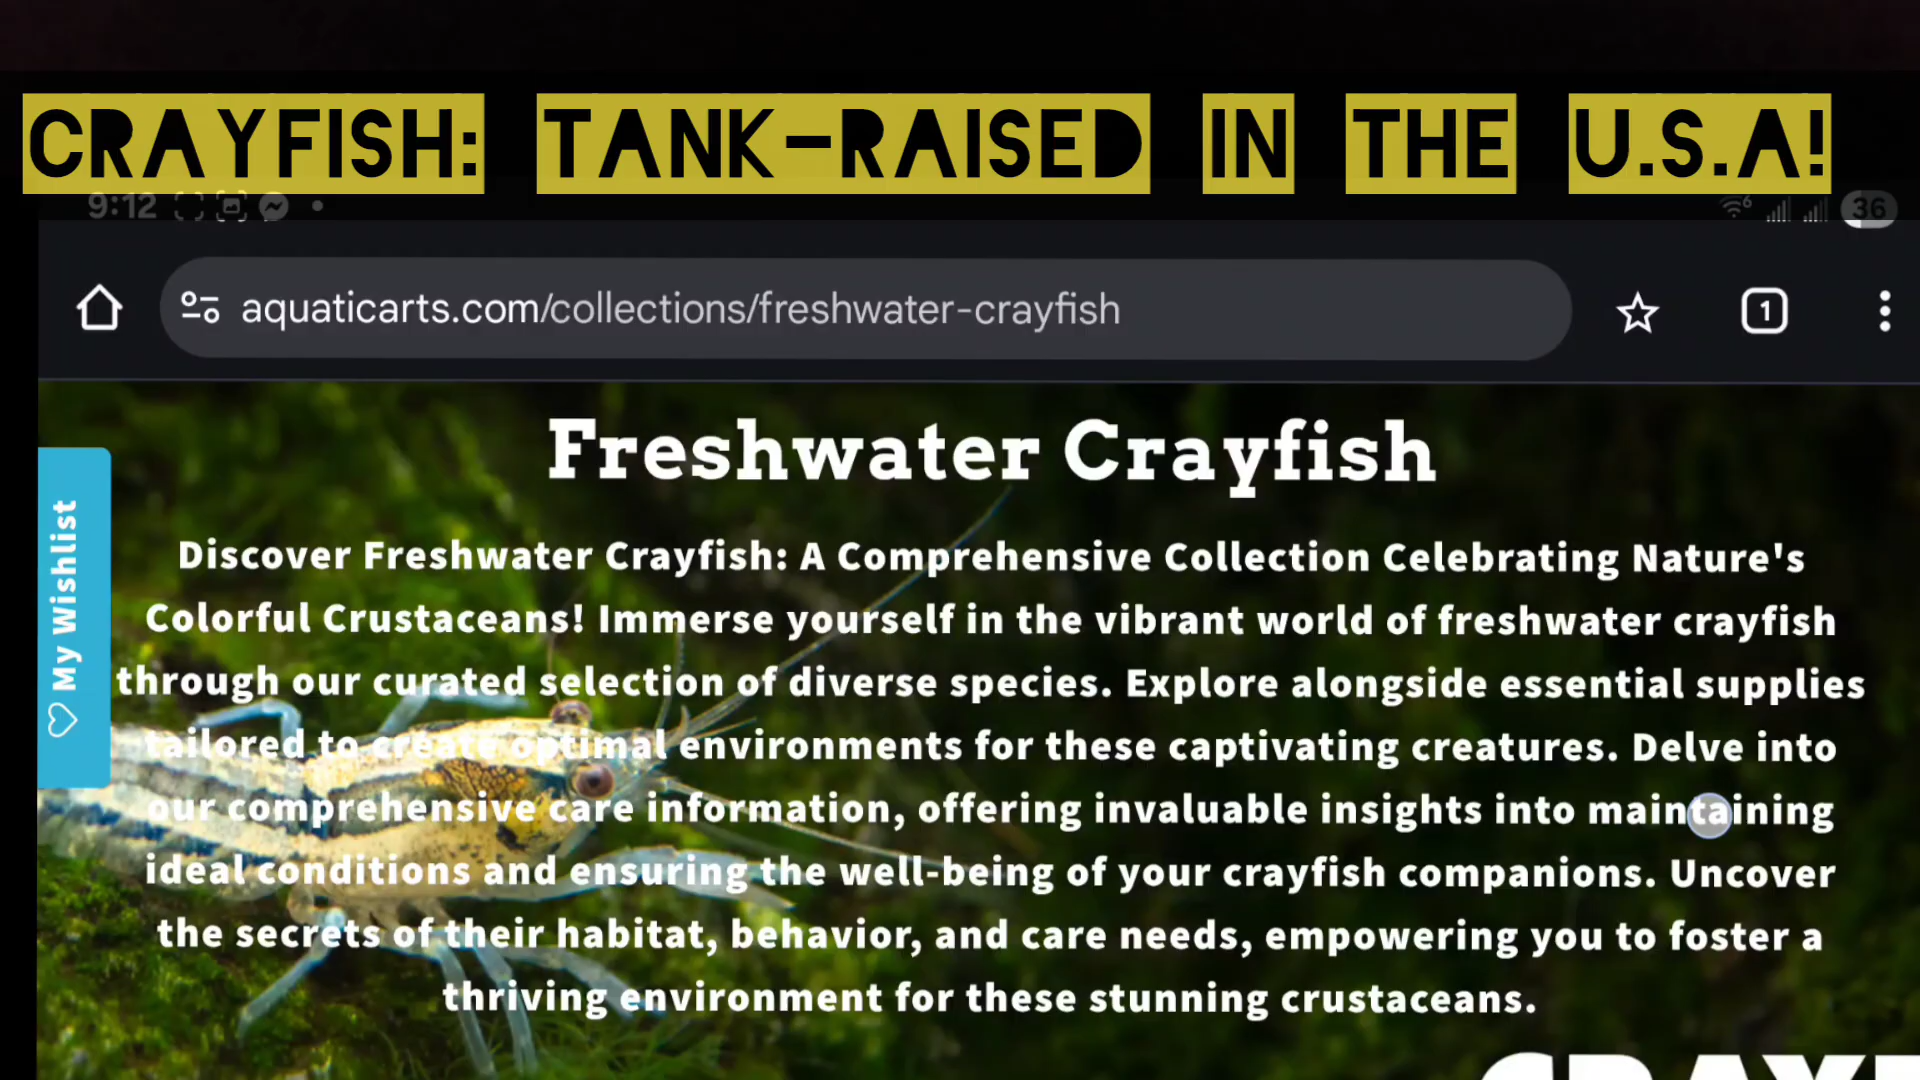 CRAYFISH: TANK-RAISED IN THE U.S.A!
9:12 36
aquaticarts.com/collections/freshwater-crayfish 1
Freshwater Crayfish
My Wishlist
Discover Freshwater Crayfish: A Comprehensive Collection Celebrating Nature's
Colorful Crustaceans! Immerse yourself in the vibrant world of freshwater crayfish
through our curated selection of diverse species. Explore alongside essential supplies
tailored to create optimal environments for these captivating creatures. Delve into
our comprehensive care information, offering invaluable insights into maintaining
ideal conditions and ensuring the well-being of your crayfish companions. Uncover
the secrets of their habitat, behavior, and care needs, empowering you to foster a
thriving environment for these stunning crustaceans.